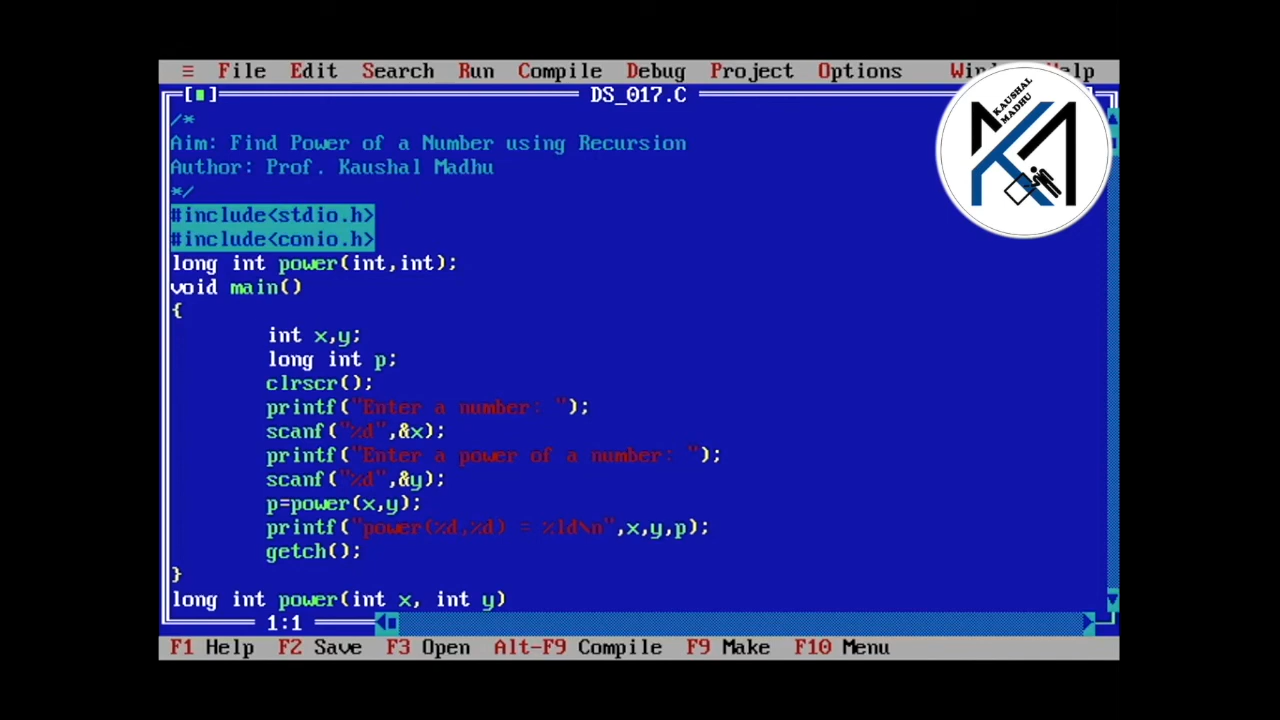 ≡ File Edit Search Run Compile Debug Project Options
KAUSHAL
MADHU
[■] DS_017.C
/*
Aim: Find Power of a Number using Recursion
Author: Prof. Kaushal Madhu
*/
#include<stdio.h>
#include<conio.h>
long int power(int,int);
void main()
{
int x,y;
long int p;
clrscr();
printf("Enter a number: ");
scanf("%d",&x);
printf("Enter a power of a number: ");
scanf("%d",&y);
p=power(x,y);
printf("power(%d,%d) = %ld\n",x,y,p);
getch();
}
long int power(int x, int y)
1:1
F1 Help F2 Save F3 Open Alt-F9 Compile F9 Make F10 Menu